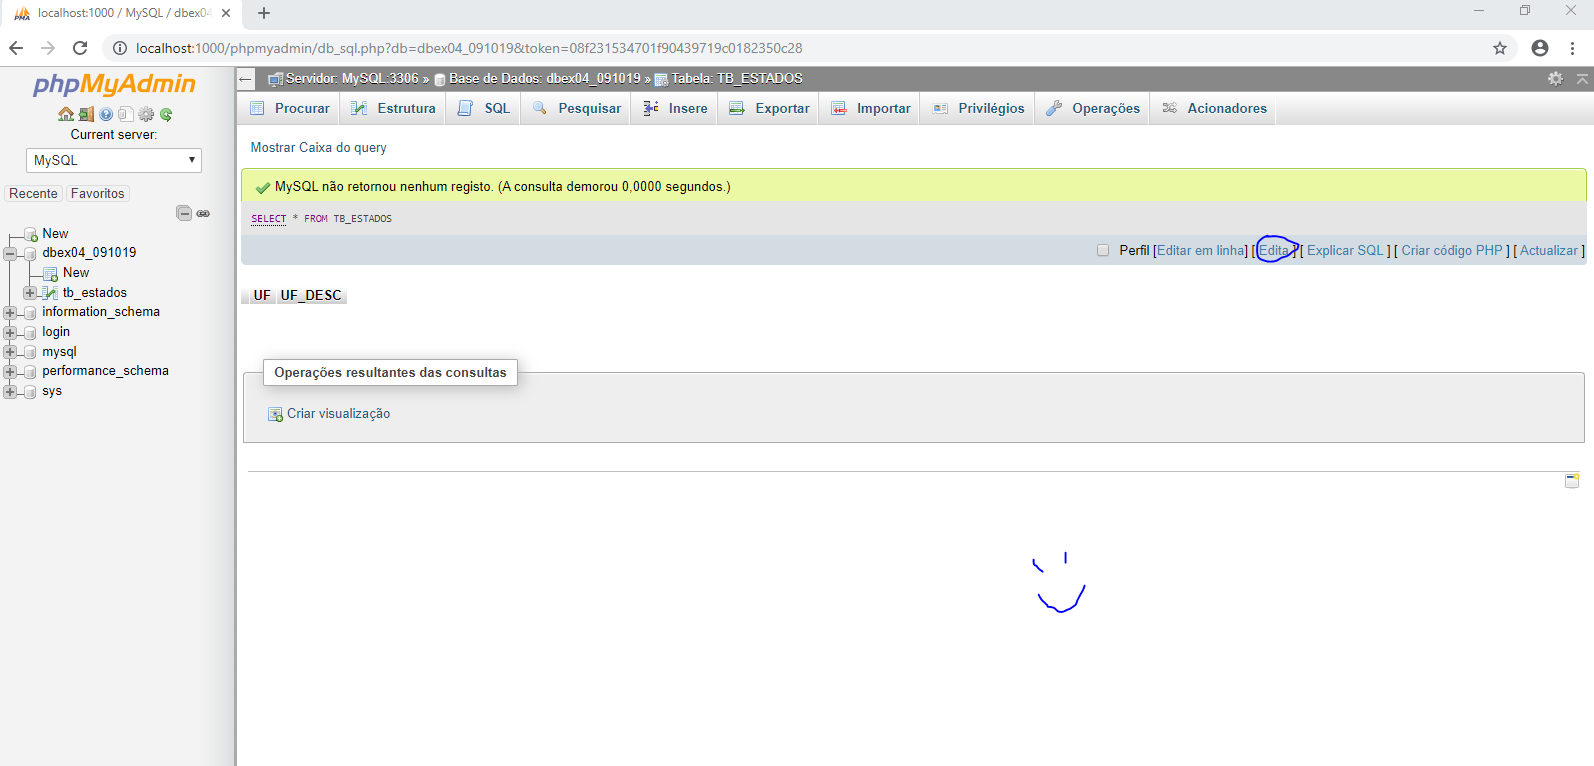 localhost:1000 / MySQL / dbex04
localhost:1000/phpmyadmin/db_sql.php?db=dbex04_091019&token=08f231534701f90439719c0182350c28
phpMyAdmin
Current server:
MySQL
Recente Favoritos
New
dbex04_091019
New
tb_estados
information_schema
login
mysql
performance_schema
sys
Servidor: MySQL:3306 » Base de Dados: dbex04_091019 » Tabela: TB_ESTADOS
Procurar Estrutura SQL Pesquisar Insere Exportar Importar Privilégios Operações Acionadores
Mostrar Caixa do query
MySQL não retornou nenhum registo. (A consulta demorou 0,0000 segundos.)
SELECT * FROM TB_ESTADOS
Perfil [Editar em linha] [ Edita ] [ Explicar SQL ] [ Criar código PHP ] [ Actualizar ]
UF UF_DESC
Operações resultantes das consultas
Criar visualização